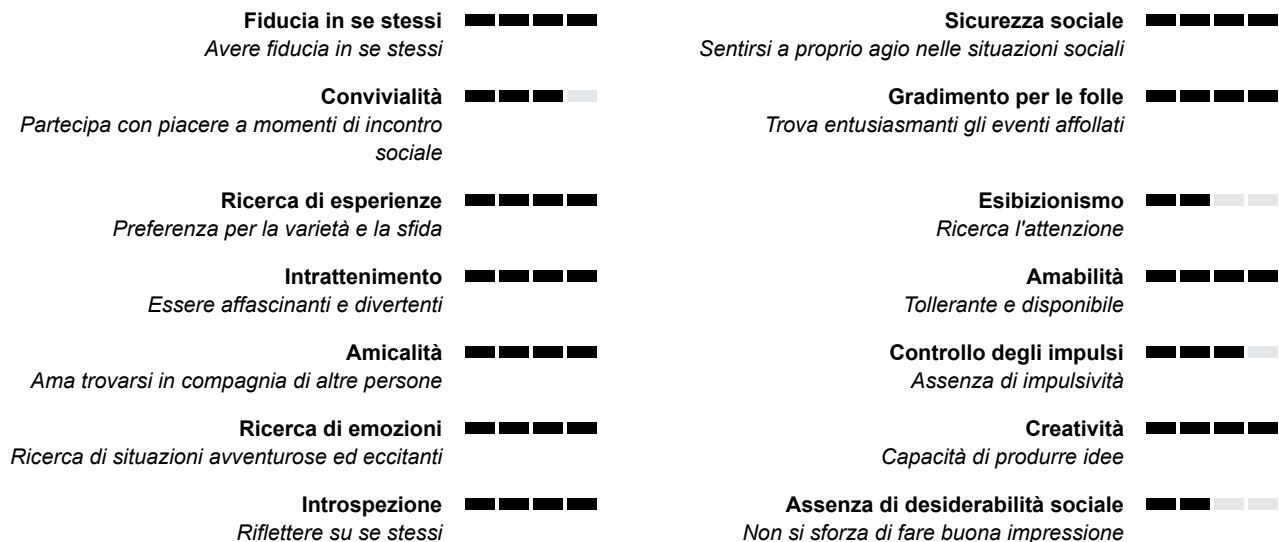 Fiducia in se stessi
Avere fiducia in se stessi
Sicurezza sociale
Sentirsi a proprio agio nelle situazioni sociali
Convivialità
Partecipa con piacere a momenti di incontro
sociale
Gradimento per le folle
Trova entusiasmanti gli eventi affollati
Ricerca di esperienze
Preferenza per la varietà e la sfida
Esibizionismo
Ricerca l'attenzione
Intrattenimento
Essere affascinanti e divertenti
Amabilità
Tollerante e disponibile
Amicalità
Ama trovarsi in compagnia di altre persone
Controllo degli impulsi
Assenza di impulsività
Ricerca di emozioni
Ricerca di situazioni avventurose ed eccitanti
Creatività
Capacità di produrre idee
Introspezione
Riflettere su se stessi
Assenza di desiderabilità sociale
Non si sforza di fare buona impressione